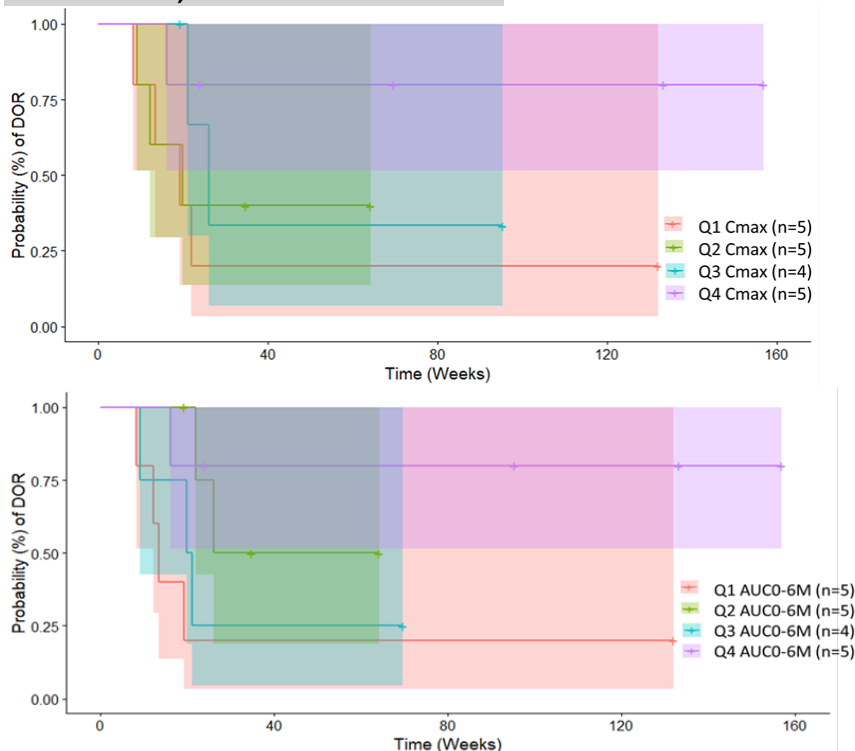 1.00
0.75
0.50
0.25
0.00
Probability (%) of DOR
0
40
80
120
160
Time (Weeks)
Q1 Cmax (n=5)
Q2 Cmax (n=5)
Q3 Cmax (n=4)
Q4 Cmax (n=5)
1.00
0.75
0.50
0.25
0.00
Probability (%) of DOR
0
40
80
120
160
Time (Weeks)
Q1 AUC0-6M (n=5)
Q2 AUC0-6M (n=5)
Q3 AUC0-6M (n=4)
Q4 AUC0-6M (n=5)